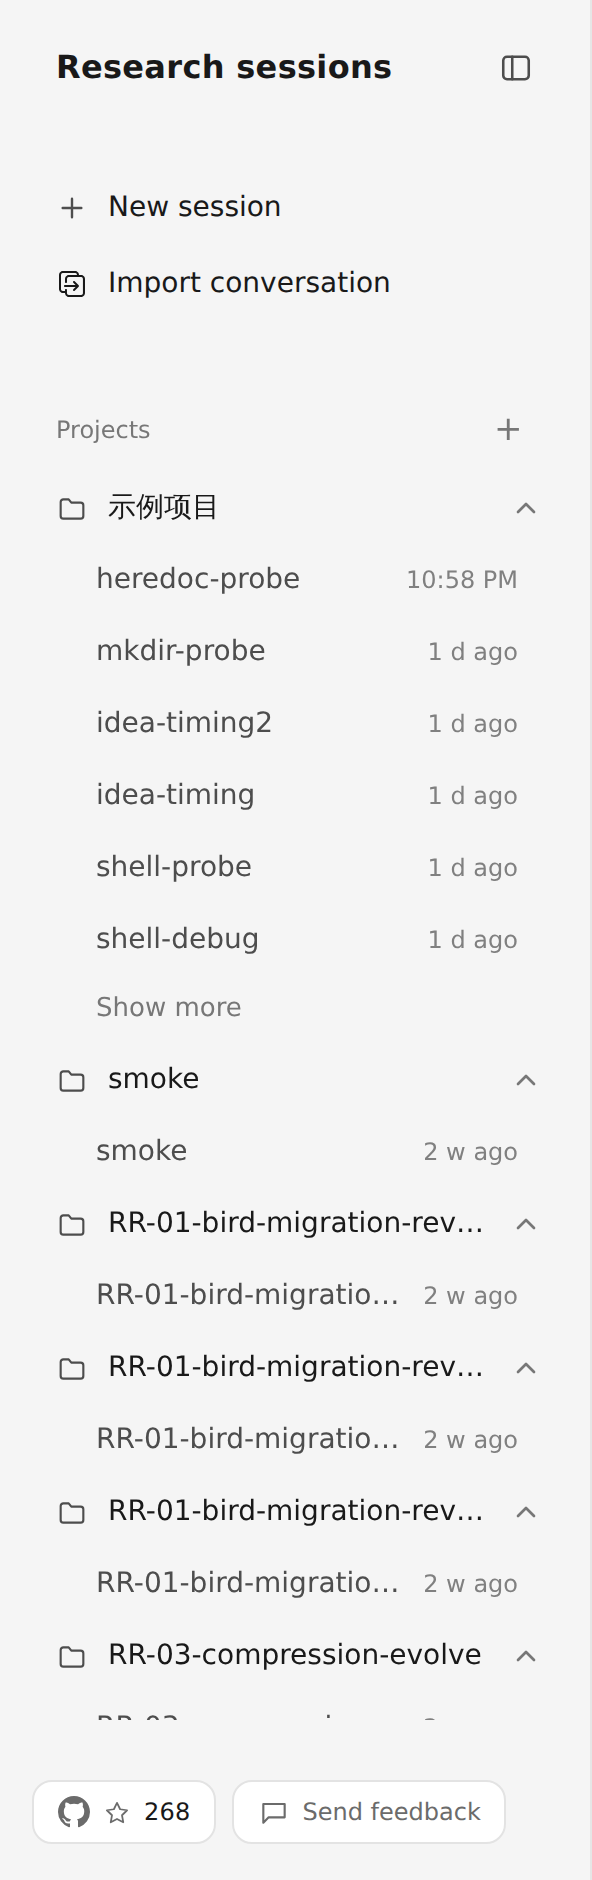 Research sessions
New session
Import conversation
Projects
示例项目
heredoc-probe 10:58 PM
mkdir-probe 1 d ago
idea-timing2 1 d ago
idea-timing 1 d ago
shell-probe 1 d ago
shell-debug 1 d ago
Show more
smoke
smoke 2 w ago
RR-01-bird-migration-rev...
RR-01-bird-migratio... 2 w ago
RR-01-bird-migration-rev...
RR-01-bird-migratio... 2 w ago
RR-01-bird-migration-rev...
RR-01-bird-migratio... 2 w ago
RR-03-compression-evolve
268 Send feedback